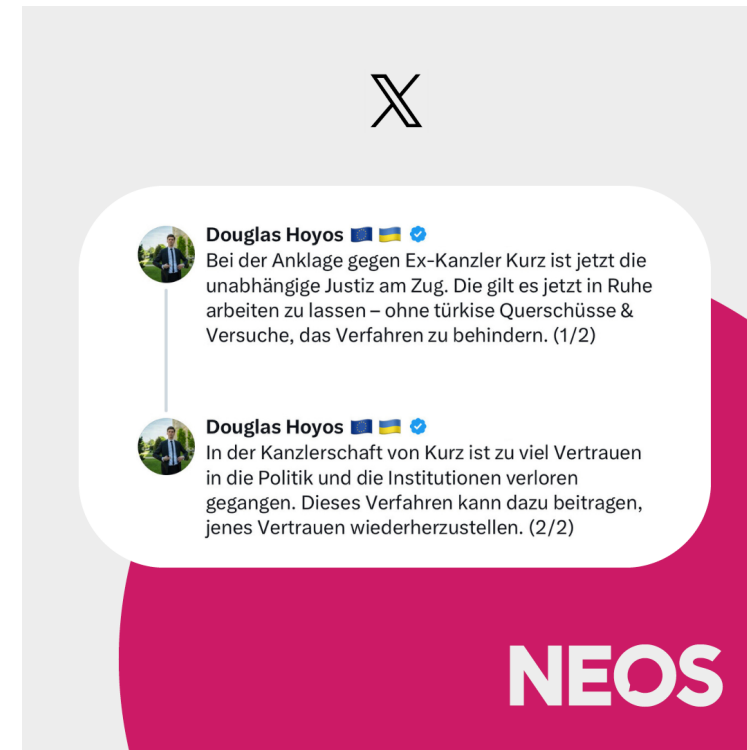 Douglas Hoyos 🇪🇺 🇺🇦
Bei der Anklage gegen Ex-Kanzler Kurz ist jetzt die
unabhängige Justiz am Zug. Die gilt es jetzt in Ruhe
arbeiten zu lassen – ohne türkise Querschüsse &
Versuche, das Verfahren zu behindern. (1/2)
Douglas Hoyos 🇪🇺 🇺🇦
In der Kanzlerschaft von Kurz ist zu viel Vertrauen
in die Politik und die Institutionen verloren
gegangen. Dieses Verfahren kann dazu beitragen,
jenes Vertrauen wiederherzustellen. (2/2)
NEOS